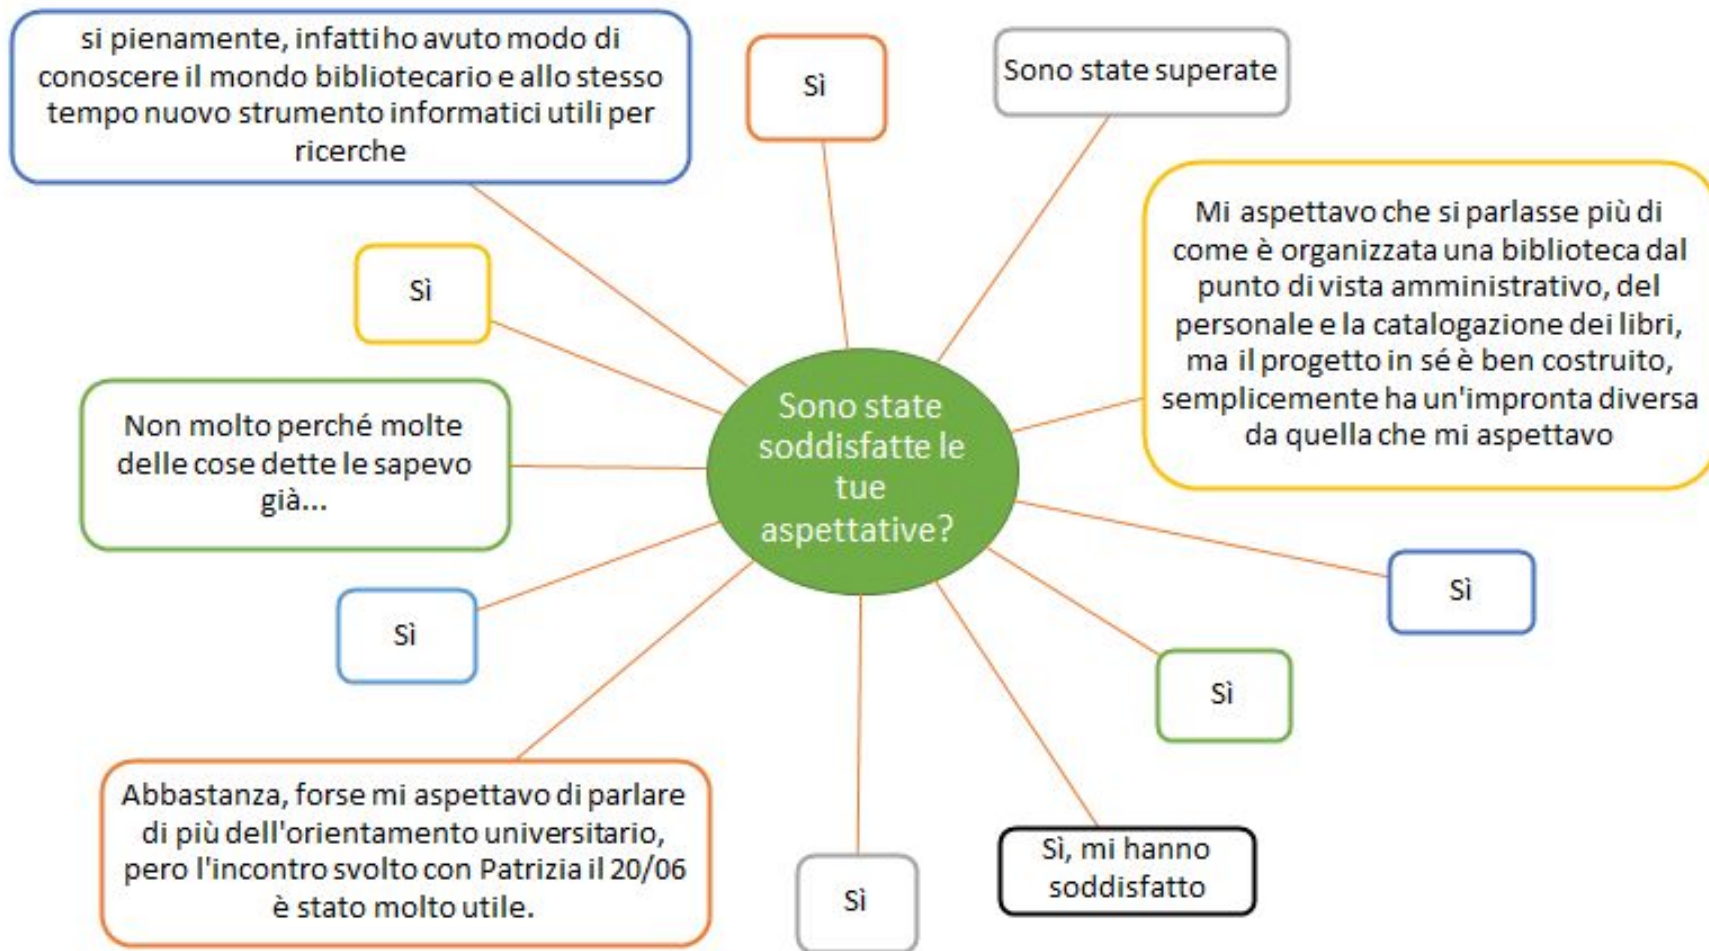 si pienamente, infatti ho avuto modo di
conoscere il mondo bibliotecario e allo stesso
tempo nuovo strumento informatici utili per
ricerche
Sì
Sono state superate
Mi aspettavo che si parlasse più di
come è organizzata una biblioteca dal
punto di vista amministrativo, del
personale e la catalogazione dei libri,
ma il progetto in sé è ben costruito,
semplicemente ha un'impronta diversa
da quella che mi aspettavo
Sì
Sono state
soddisfatte le
tue
aspettative?
Non molto perché molte
delle cose dette le sapevo
già...
Sì
Sì
Sì
Abbastanza, forse mi aspettavo di parlare
di più dell'orientamento universitario,
pero l'incontro svolto con Patrizia il 20/06
è stato molto utile.
Sì
Sì, mi hanno
soddisfatto